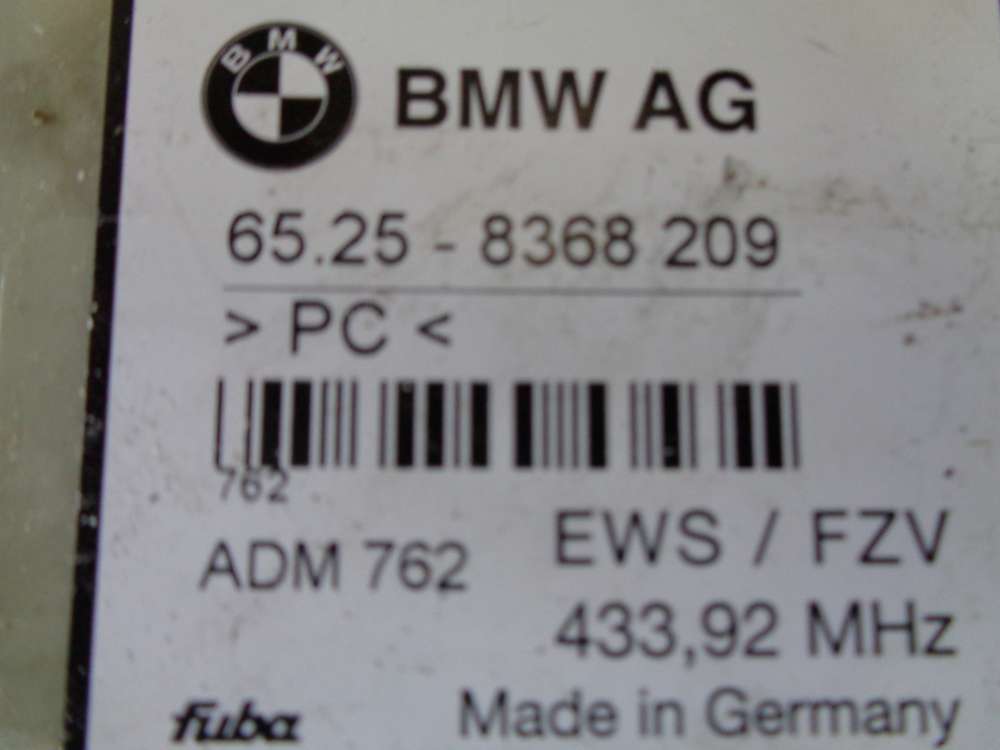 BMW
BMW AG
65.25 - 8368 209
> PC <
762
ADM 762
EWS / FZV
433,92 MHz
fuba
Made in Germany